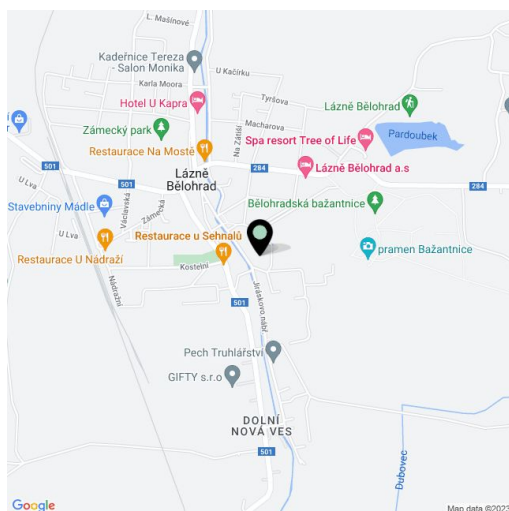 L. Mašínové
Kadeřnice Tereza
- Salon Monika
U Kačírku
Karla Moora
Tyršova
Hotel U Kapra
Lázně Bělohrad
Macharova
Pardoubek
Zámecký park
Spa resort Tree of Life
Na Zátiší
Restaurace Na Mostě
501
501
284
284
Lázně Bělohrad a.s
Lázně
Bělohrad
U Lva
Bělohradská bažantnice
Stavebniny Mádle
Václavská
Zámecká
U Lva
Restaurace u Sehnalů
pramen Bažantnice
Restaurace U Nádraží
Kostelní
Nádražní
Jiráskovo nábř.
501
Pech Truhlářství
GIFTY s.r.o
DOLNÍ
NOVÁ VES
501
Dubovec
Google
Map data ©2023